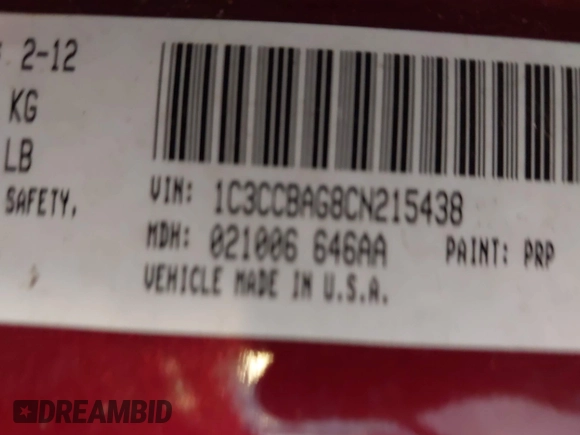 2-12
KG
LB
SAFETY,
VIN: 1C3CCBAG8CN215438
MDH: 021006 646AA PAINT: PRP
VEHICLE MADE IN U.S.A.
DREAMBID